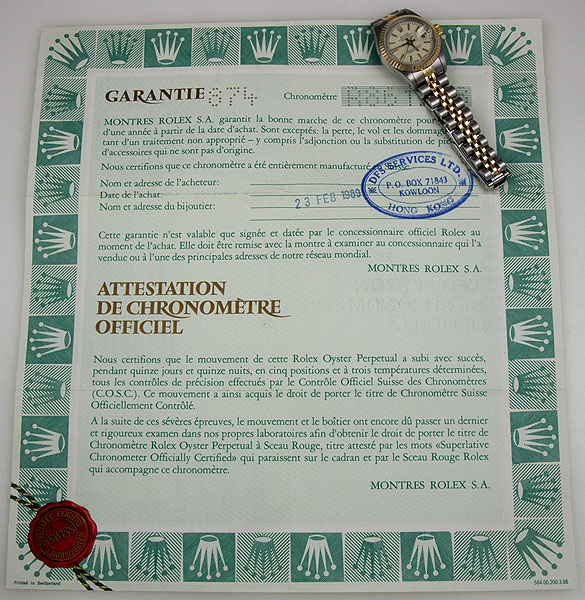 GARANTIE 874 Chronomètre
MONTRES ROLEX S.A. garantit la bonne marche de ce chronomètre
d'une année à partir de la date d'achat. Sont exceptés: la perte, le vol et les
tant d'un traitement non approprié – y compris l'adjonction ou la substitution de
d'accessoires qui ne sont pas d'origine.
Nous certifions que ce chronomètre a été entièrement manufacturé
Nom et adresse de l'acheteur:
Date de l'achat: 23 FEB 1989
Nom et adresse du bijoutier:
DFS SERVICES LTD.
P.O. BOX 71843
KOWLOON
HONG KONG
Cette garantie n'est valable que signée et datée par le concessionnaire officiel Rolex au
moment de l'achat. Elle doit être remise avec la montre à examiner au concessionnaire qui l'a
vendue ou à l'une des principales adresses de notre réseau mondial.
MONTRES ROLEX S.A.
ATTESTATION
DE CHRONOMÈTRE
OFFICIEL
Nous certifions que le mouvement de cette Rolex Oyster Perpetual a subi avec succès,
pendant quinze jours et quinze nuits, en cinq positions et à trois températures déterminées,
tous les contrôles de précision effectués par le Contrôle Officiel Suisse des Chronomètres
(C.O.S.C.). Ce mouvement a ainsi acquis le droit de porter le titre de Chronomètre Suisse
Officiellement Contrôlé.
A la suite de ces sévères épreuves, le mouvement et le boîtier ont encore dû passer un dernier
et rigoureux examen dans nos propres laboratoires afin d'obtenir le droit de porter le titre de
Chronomètre Rolex Oyster Perpetual à Sceau Rouge, titre attesté par les mots «Superlative
Chronometer Officially Certified» qui paraissent sur le cadran et par le Sceau Rouge Rolex
qui accompagne ce chronomètre.
MONTRES ROLEX S.A.
SWISS
Printed in Switzerland
564.00.200.3.88